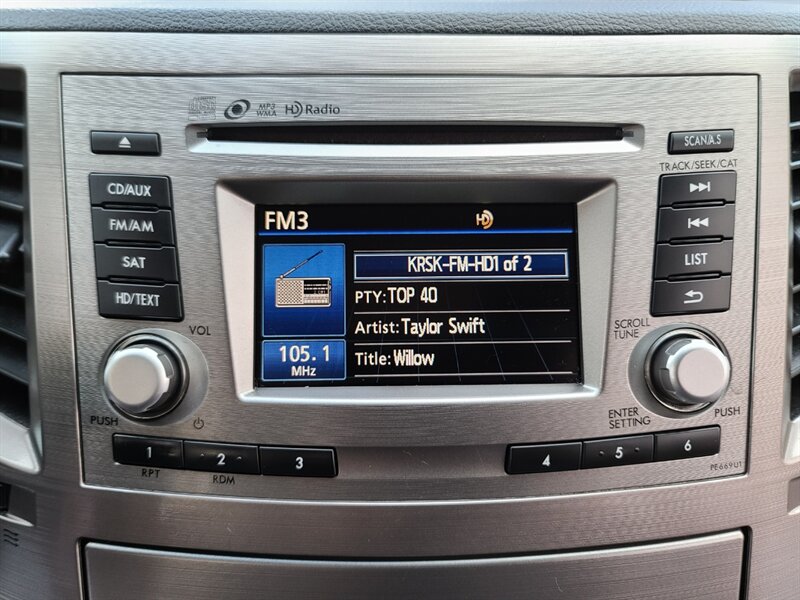 MP3
WMA
HD Radio
SCAN/A.S
TRACK/SEEK/CAT
CD/AUX
FM/AM
SAT
HD/TEXT
LIST
FM3
HD
KRSK-FM-HD1 of 2
PTY:TOP 40
Artist:Taylor Swift
Title:Willow
105.1
MHz
VOL
PUSH
SCROLL
TUNE
ENTER
SETTING
PUSH
1
2
3
4
5
6
RPT
RDM
PE669U1